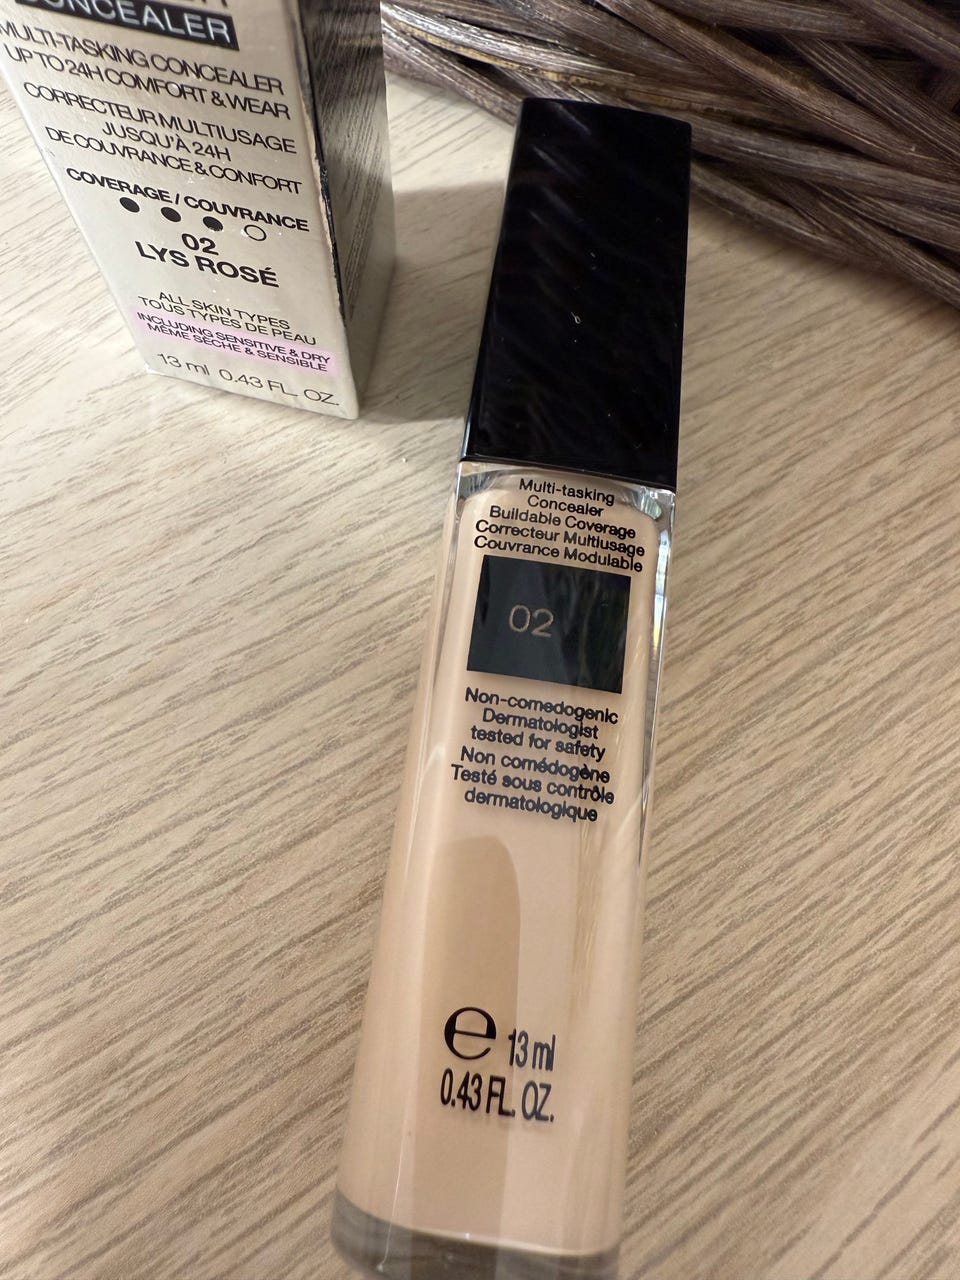 CONCEALER
MULTI-TASKING CONCEALER
UP TO 24H COMFORT & WEAR
CORRECTEUR MULTIUSAGE
JUSQU'À 24H
DE COUVRANCE & CONFORT
COVERAGE / COUVRANCE
02
LYS ROSÉ
ALL SKIN TYPES
TOUS TYPES DE PEAU
INCLUDING SENSITIVE & DRY
MÊME SÈCHE & SENSIBLE
13 ml 0.43 FL. OZ.
Multi-tasking
Concealer
Buildable Coverage
Correcteur Multiusage
Couvrance Modulable
02
Non-comedogenic
Dermatologist
tested for safety
Non comédogène
Testé sous contrôle
dermatologique
e 13 ml
0.43 FL. OZ.